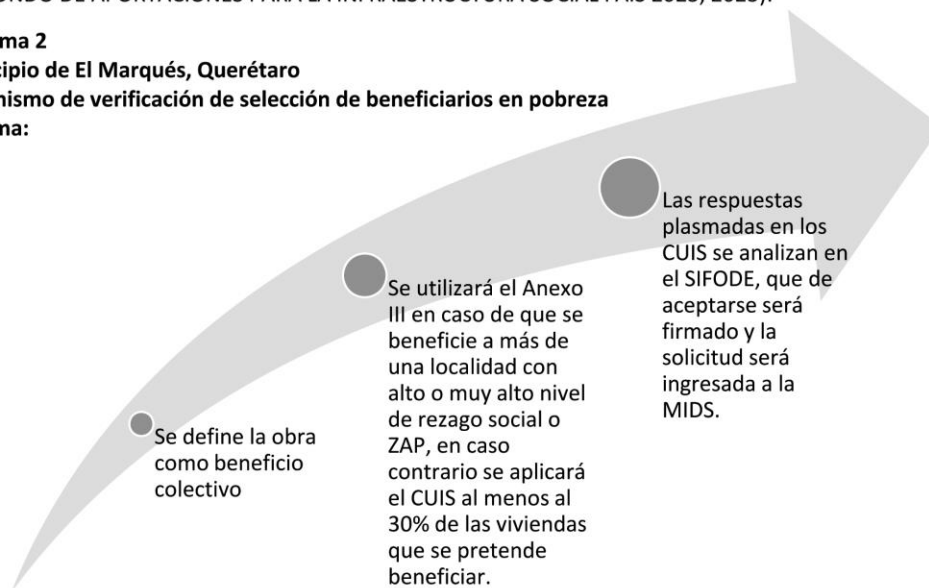 FONDO DE APORTACIONES PARA LA INFRAESTRUCTURA SOCIAL FAIS 2023, 2023).
ma 2
cipio de El Marqués, Querétaro
nismo de verificación de selección de beneficiarios en pobreza
ma:
Se define la obra
como beneficio
colectivo
Se utilizará el Anexo
III en caso de que se
beneficie a más de
una localidad con
alto o muy alto nivel
de rezago social o
ZAP, en caso
contrario se aplicará
el CUIS al menos al
30% de las viviendas
que se pretende
beneficiar.
Las respuestas
plasmadas en los
CUIS se analizan en
el SIFODE, que de
aceptarse será
firmado y la
solicitud será
ingresada a la
MIDS.